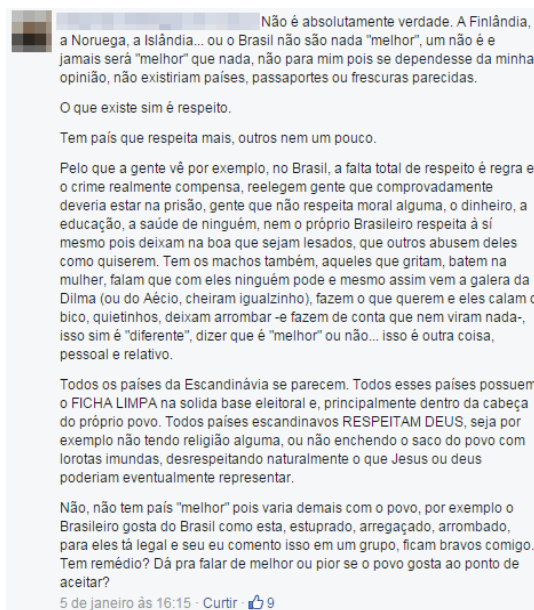 Não é absolutamente verdade. A Finlândia,
a Noruega, a Islândia... ou o Brasil não são nada "melhor", um não é e
jamais será "melhor" que nada, não para mim pois se dependesse da minha
opinião, não existiriam países, passaportes ou frescuras parecidas.
O que existe sim é respeito.
Tem país que respeita mais, outros nem um pouco.
Pelo que a gente vê por exemplo, no Brasil, a falta total de respeito é regra e
o crime realmente compensa, reelegem gente que comprovadamente
deveria estar na prisão, gente que não respeita moral alguma, o dinheiro, a
educação, a saúde de ninguém, nem o próprio Brasileiro respeita à sí
mesmo pois deixam na boa que sejam lesados, que outros abusem deles
como quiserem. Tem os machos também, aqueles que gritam, batem na
mulher, falam que com eles ninguém pode e mesmo assim vem a galera da
Dilma (ou do Aécio, cheiram igualzinho), fazem o que querem e eles calam o
bico, quietinhos, deixam arrombar -e fazem de conta que nem viram nada-,
isso sim é "diferente", dizer que é "melhor" ou não... isso é outra coisa,
pessoal e relativo.
Todos os países da Escandinávia se parecem. Todos esses países possuem
o FICHA LIMPA na solida base eleitoral e, principalmente dentro da cabeça
do próprio povo. Todos países escandinavos RESPEITAM DEUS, seja por
exemplo não tendo religião alguma, ou não enchendo o saco do povo com
lorotas imundas, desrespeitando naturalmente o que Jesus ou deus
poderiam eventualmente representar.
Não, não tem país "melhor" pois varia demais com o povo, por exemplo o
Brasileiro gosta do Brasil como esta, estuprado, arregaçado, arrombado,
para eles tá legal e seu eu comento isso em um grupo, ficam bravos comigo.
Tem remédio? Dá pra falar de melhor ou pior se o povo gosta ao ponto de
aceitar?
5 de janeiro às 16:15 · Curtir · 9